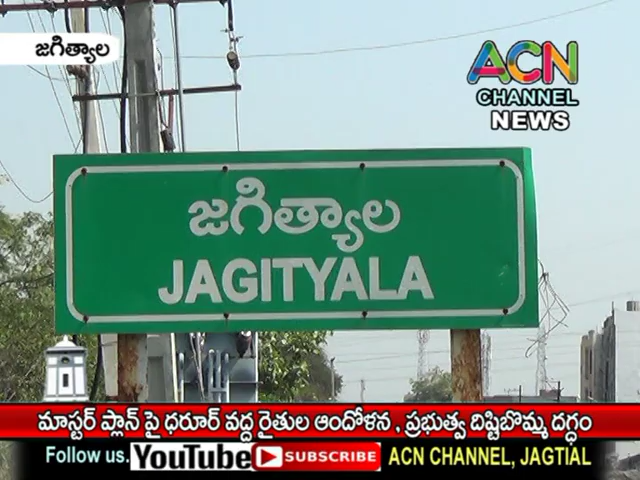 జగిత్యాల
ACN
CHANNEL
NEWS
జగిత్యాల
JAGITYALA
మాస్టర్ ప్లాన్ పై ధరూర్ వద్ద రైతుల ఆందోళన , ప్రభుత్వ దిష్టిబొమ్మ దగ్ధం
Follow us. YouTube SUBSCRIBE ACN CHANNEL, JAGTIAL